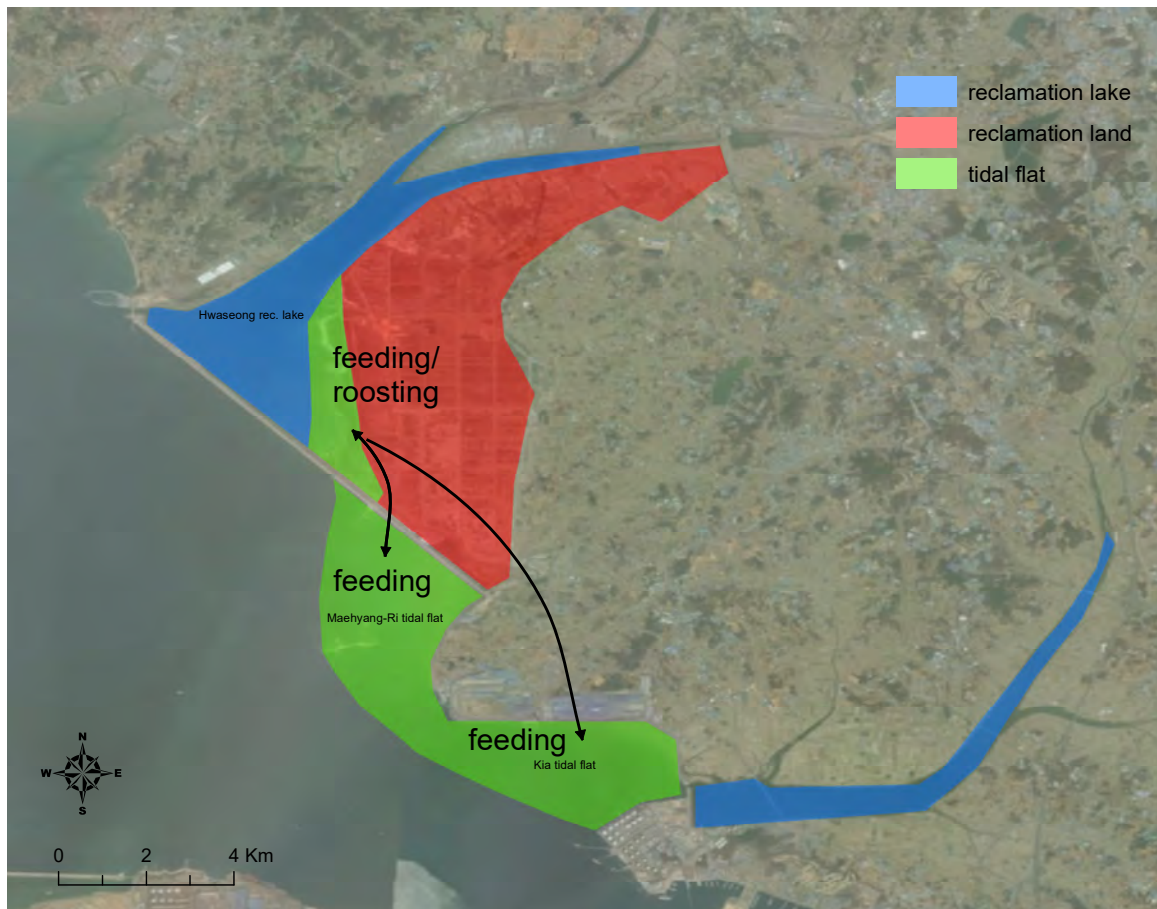 reclamation lake
reclamation land
tidal flat
Hwaseong rec. lake
feeding/
roosting
feeding
Maehyang-Ri tidal flat
feeding
Kia tidal flat
N
W E
S
0 2 4 Km